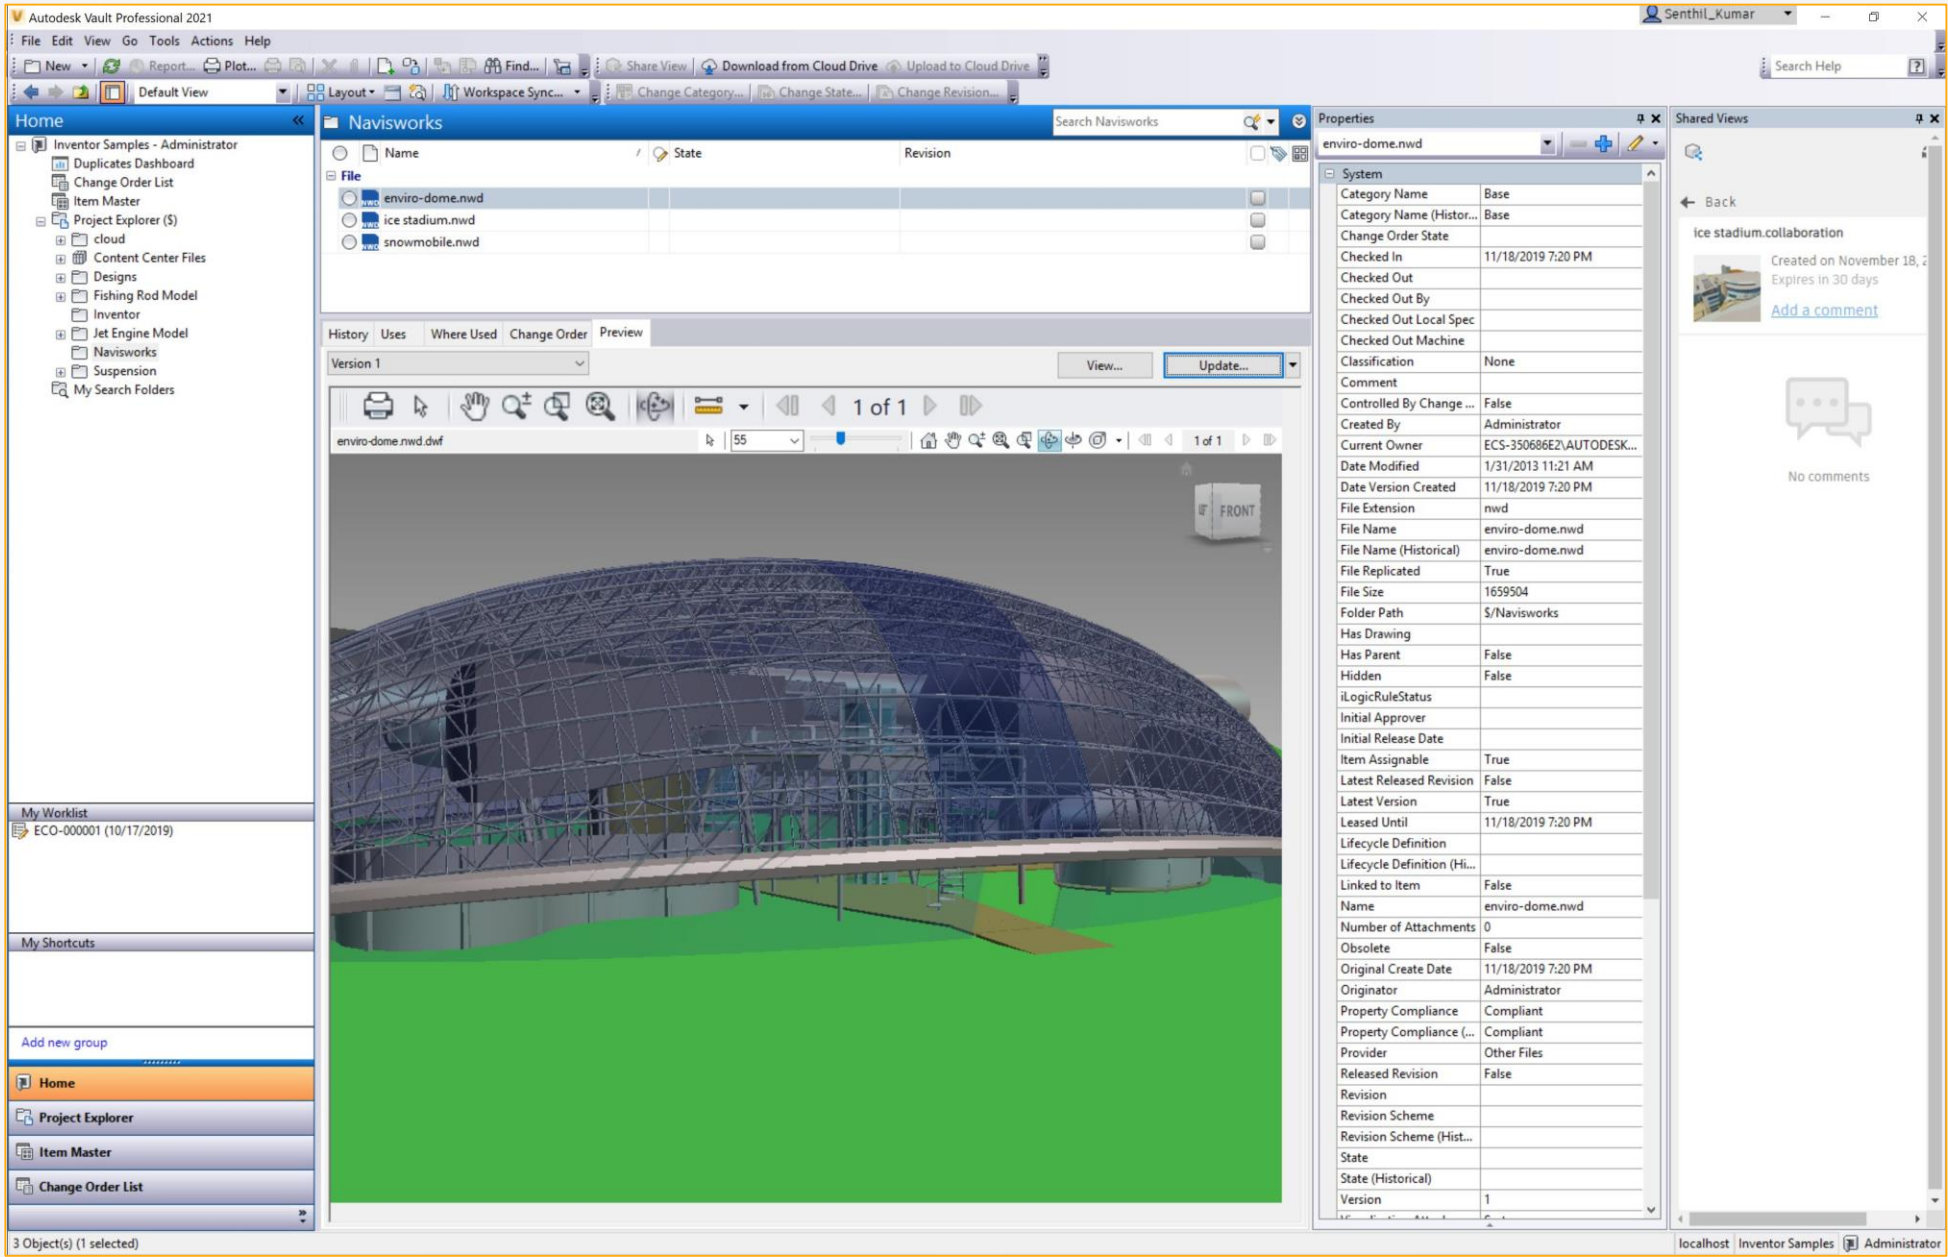 Autodesk Vault Professional 2021
Senthil_Kumar
File Edit View Go Tools Actions Help
New Report... Plot... Find... Share View Download from Cloud Drive Upload to Cloud Drive
Search Help
Default View Layout Workspace Sync... Change Category... Change State... Change Revision...
Home
Inventor Samples - Administrator
Duplicates Dashboard
Change Order List
Item Master
Project Explorer ($)
cloud
Content Center Files
Designs
Fishing Rod Model
Inventor
Jet Engine Model
Navisworks
Suspension
My Search Folders
My Worklist
ECO-000001 (10/17/2019)
My Shortcuts
Add new group
Home
Project Explorer
Item Master
Change Order List
Navisworks
Search Navisworks
Name State Revision
File
enviro-dome.nwd
ice stadium.nwd
snowmobile.nwd
History Uses Where Used Change Order Preview
Version 1 View... Update...
1 of 1
enviro-dome.nwd.dwf 55 1 of 1
FRONT
Properties
enviro-dome.nwd
System
Category Name Base
Category Name (Histor... Base
Change Order State
Checked In 11/18/2019 7:20 PM
Checked Out
Checked Out By
Checked Out Local Spec
Checked Out Machine
Classification None
Comment
Controlled By Change ... False
Created By Administrator
Current Owner ECS-350686E2\AUTODESK...
Date Modified 1/31/2013 11:21 AM
Date Version Created 11/18/2019 7:20 PM
File Extension nwd
File Name enviro-dome.nwd
File Name (Historical) enviro-dome.nwd
File Replicated True
File Size 1659504
Folder Path $/Navisworks
Has Drawing
Has Parent False
Hidden False
iLogicRuleStatus
Initial Approver
Initial Release Date
Item Assignable True
Latest Released Revision False
Latest Version True
Leased Until 11/18/2019 7:20 PM
Lifecycle Definition
Lifecycle Definition (Hi...
Linked to Item False
Name enviro-dome.nwd
Number of Attachments 0
Obsolete False
Original Create Date 11/18/2019 7:20 PM
Originator Administrator
Property Compliance Compliant
Property Compliance (... Compliant
Provider Other Files
Released Revision False
Revision
Revision Scheme
Revision Scheme (Hist...
State
State (Historical)
Version 1
Shared Views
Back
ice stadium.collaboration
Created on November 18, 2
Expires in 30 days
Add a comment
No comments
3 Object(s) (1 selected)
localhost Inventor Samples Administrator